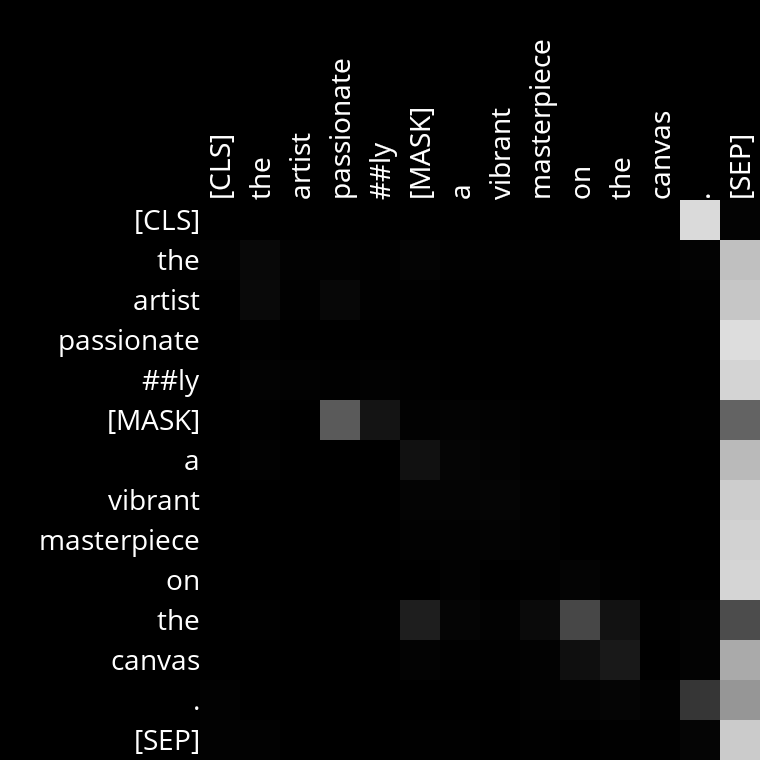 [CLS] the artist passionate ##ly [MASK] a vibrant masterpiece on the canvas . [SEP]
[CLS]
the
artist
passionate
##ly
[MASK]
a
vibrant
masterpiece
on
the
canvas
.
[SEP]